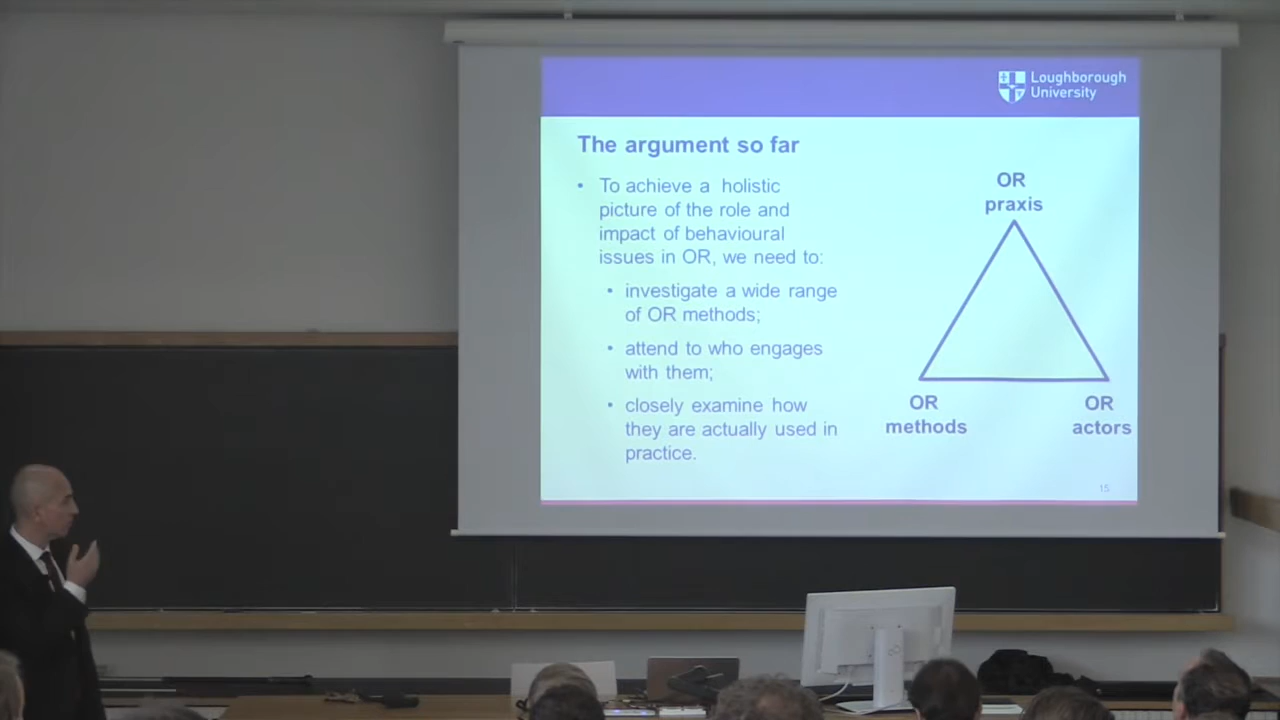 Loughborough
University
The argument so far
• To achieve a holistic
picture of the role and
impact of behavioural
issues in OR, we need to:
• investigate a wide range
of OR methods;
• attend to who engages
with them;
• closely examine how
they are actually used in
practice.
OR
praxis
OR
methods
OR
actors
15